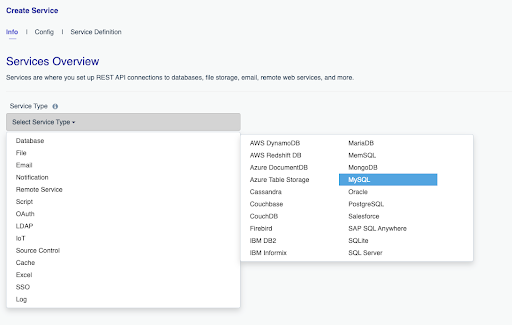 Create Service
Info | Config | Service Definition
Services Overview
Services are where you set up REST API connections to databases, file storage, email, remote web services, and more.
Service Type
Select Service Type
Database
File
Email
Notification
Remote Service
Script
OAuth
LDAP
IoT
Source Control
Cache
Excel
SSO
Log
AWS DynamoDB
AWS Redshift DB
Azure DocumentDB
Azure Table Storage
Cassandra
Couchbase
CouchDB
Firebird
IBM DB2
IBM Informix
MariaDB
MemSQL
MongoDB
MySQL
Oracle
PostgreSQL
Salesforce
SAP SQL Anywhere
SQLite
SQL Server